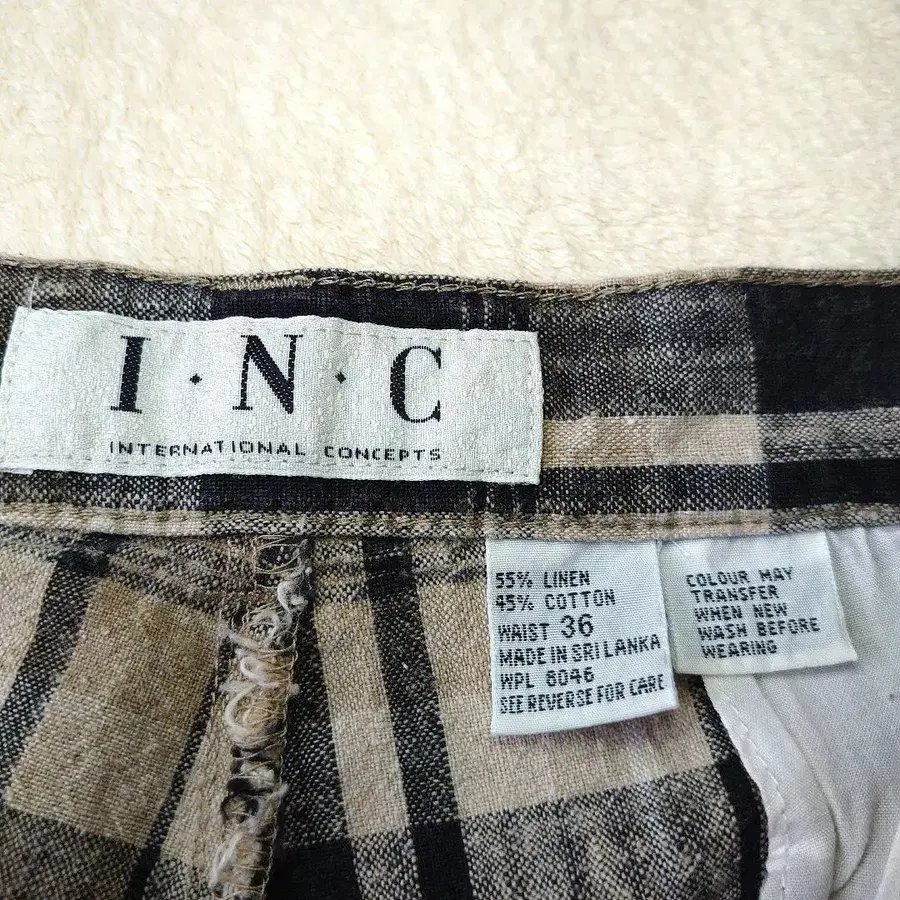 I·N·C
INTERNATIONAL CONCEPTS
55% LINEN
45% COTTON
WAIST 36
MADE IN SRI LANKA
WPL 8046
SEE REVERSE FOR CARE
COLOUR MAY
TRANSFER
WHEN NEW
WASH BEFORE
WEARING